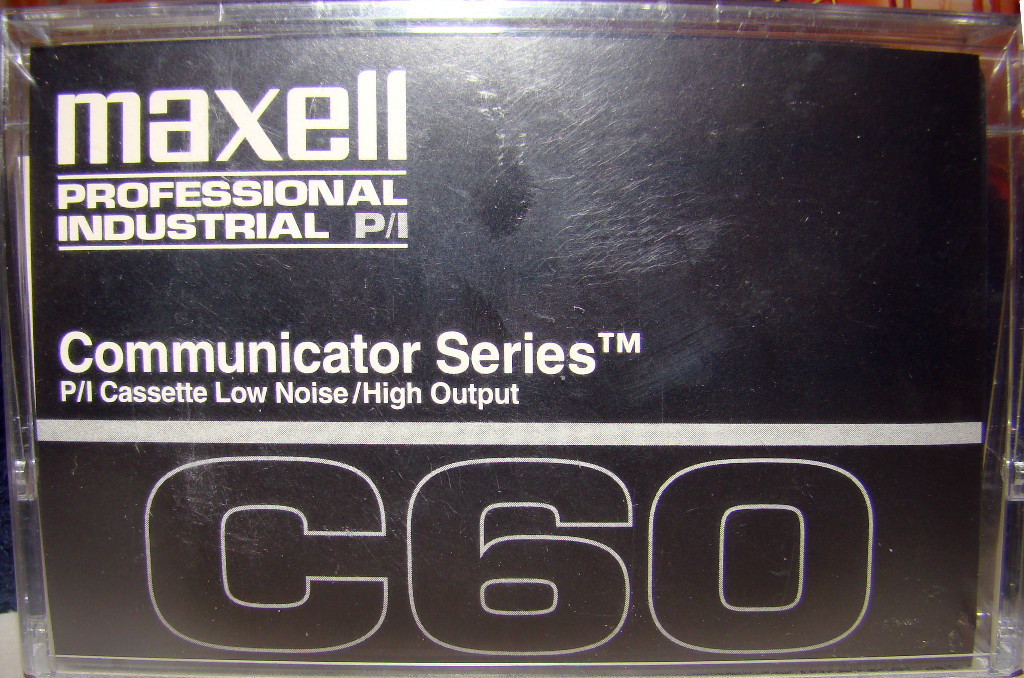 maxell
PROFESSIONAL
INDUSTRIAL P/I
Communicator Series™
P/I Cassette Low Noise/High Output
C60